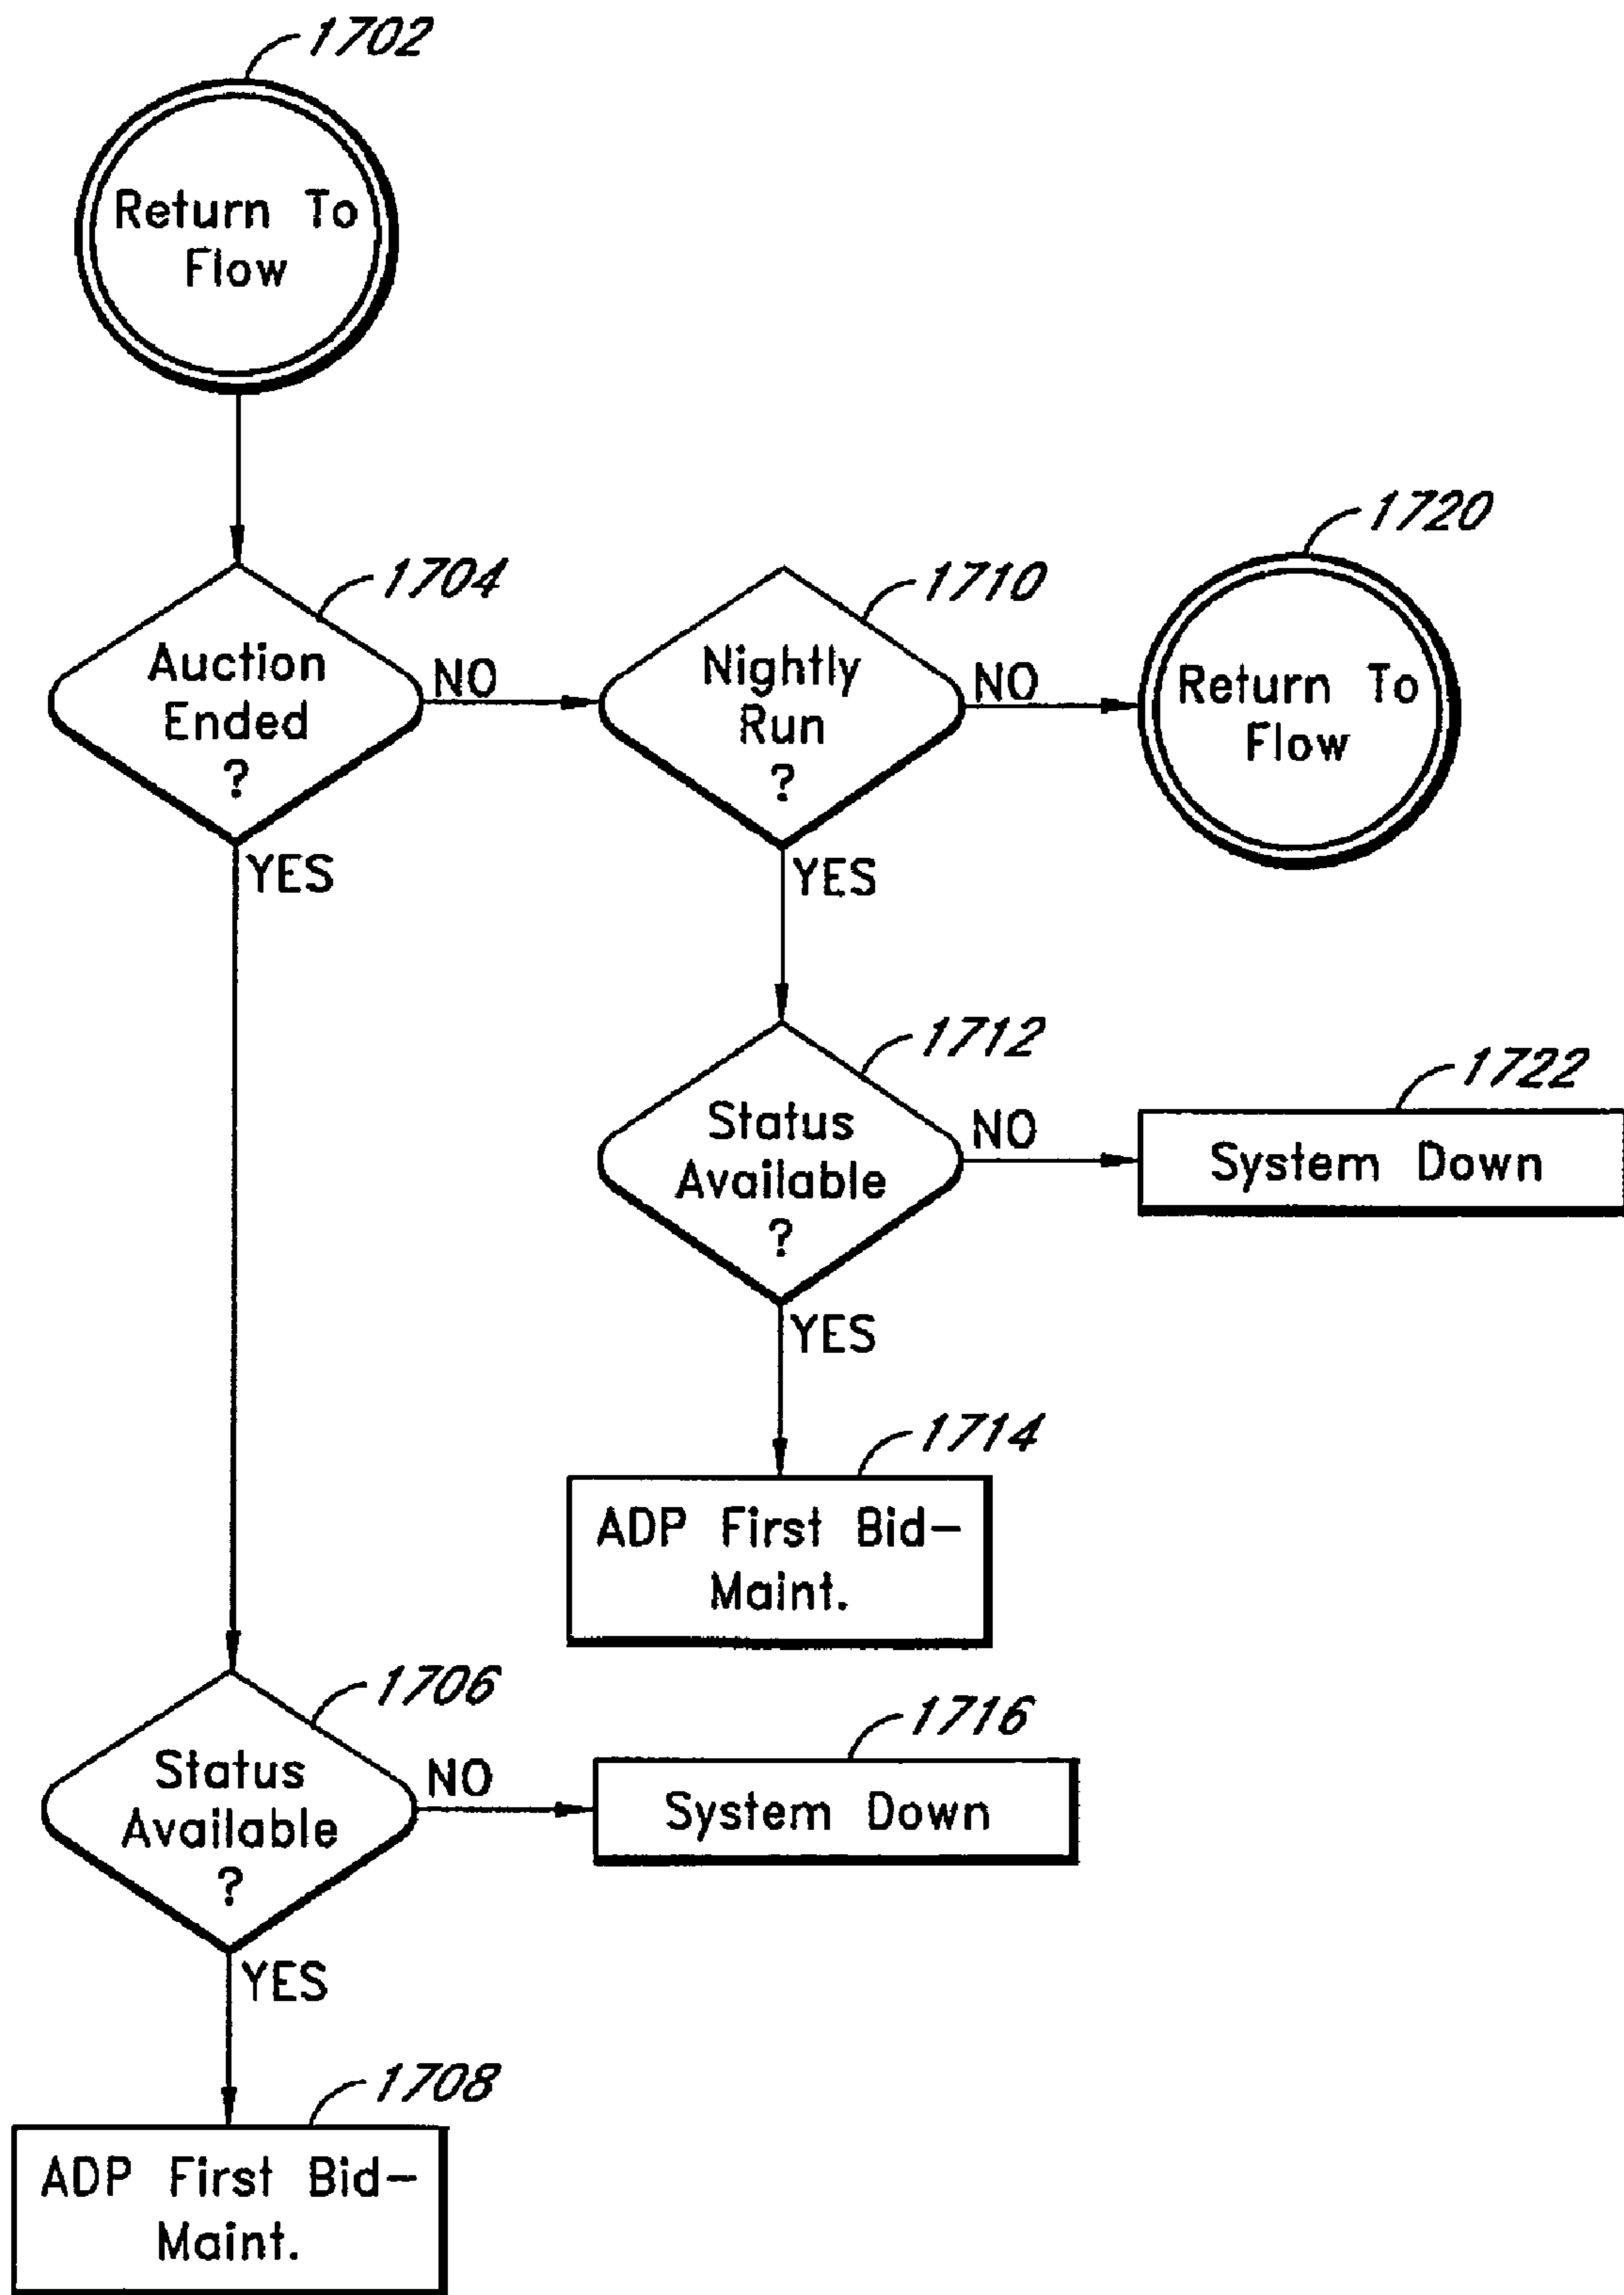 1702
Return To
Flow
1704
Auction
Ended
?
NO
YES
1710
Nightly
Run
?
NO
YES
1720
Return To
Flow
1712
Status
Available
?
NO
YES
1722
System Down
1714
ADP First Bid-
Maint.
1706
Status
Available
?
NO
YES
1716
System Down
1708
ADP First Bid-
Maint.